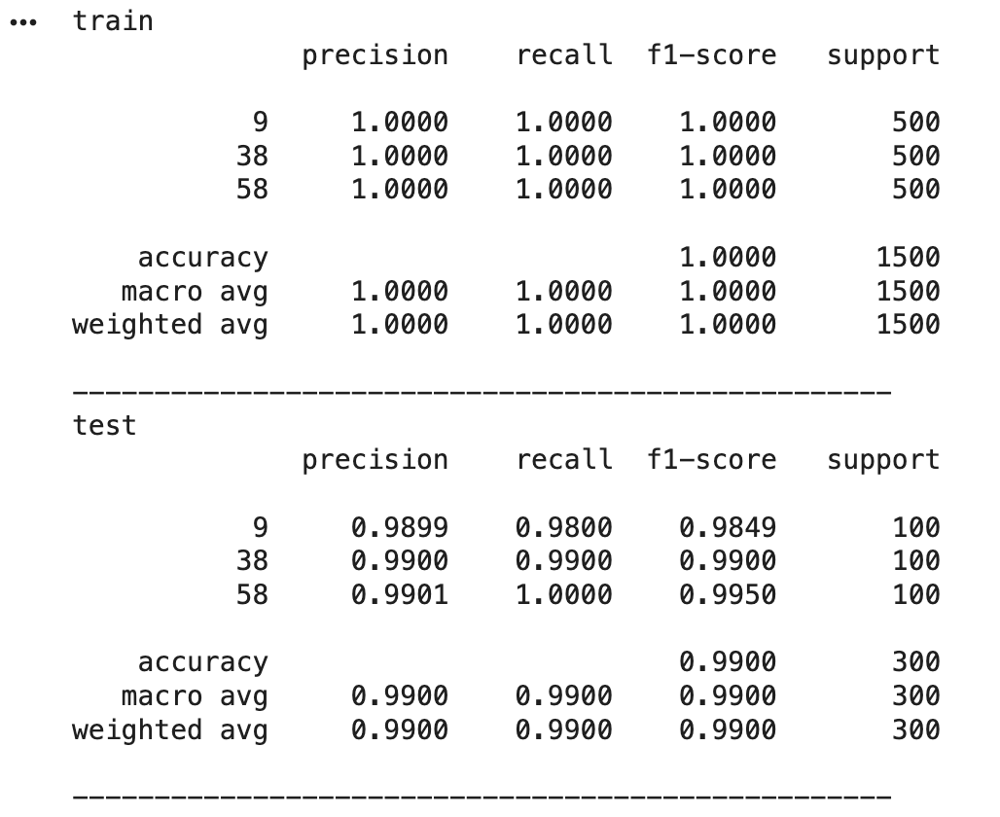 ••• train
precision recall f1-score support
9 1.0000 1.0000 1.0000 500
38 1.0000 1.0000 1.0000 500
58 1.0000 1.0000 1.0000 500
accuracy 1.0000 1500
macro avg 1.0000 1.0000 1.0000 1500
weighted avg 1.0000 1.0000 1.0000 1500
--------------------------------------------------
test
precision recall f1-score support
9 0.9899 0.9800 0.9849 100
38 0.9900 0.9900 0.9900 100
58 0.9901 1.0000 0.9950 100
accuracy 0.9900 300
macro avg 0.9900 0.9900 0.9900 300
weighted avg 0.9900 0.9900 0.9900 300
--------------------------------------------------